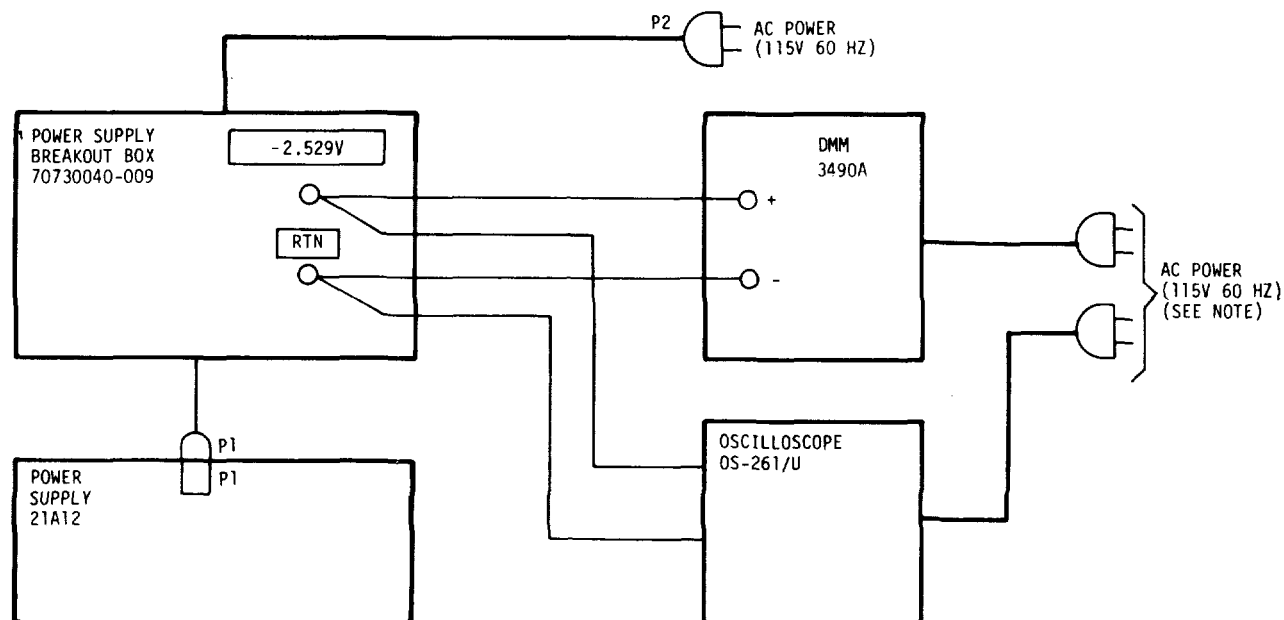 P2
AC POWER
(115V 60 HZ)
POWER SUPPLY
BREAKOUT BOX
70730040-009
-2.529V
RTN
DMM
3490A
+
-
AC POWER
(115V 60 HZ)
(SEE NOTE)
P1
P1
POWER
SUPPLY
21A12
OSCILLOSCOPE
OS-261/U